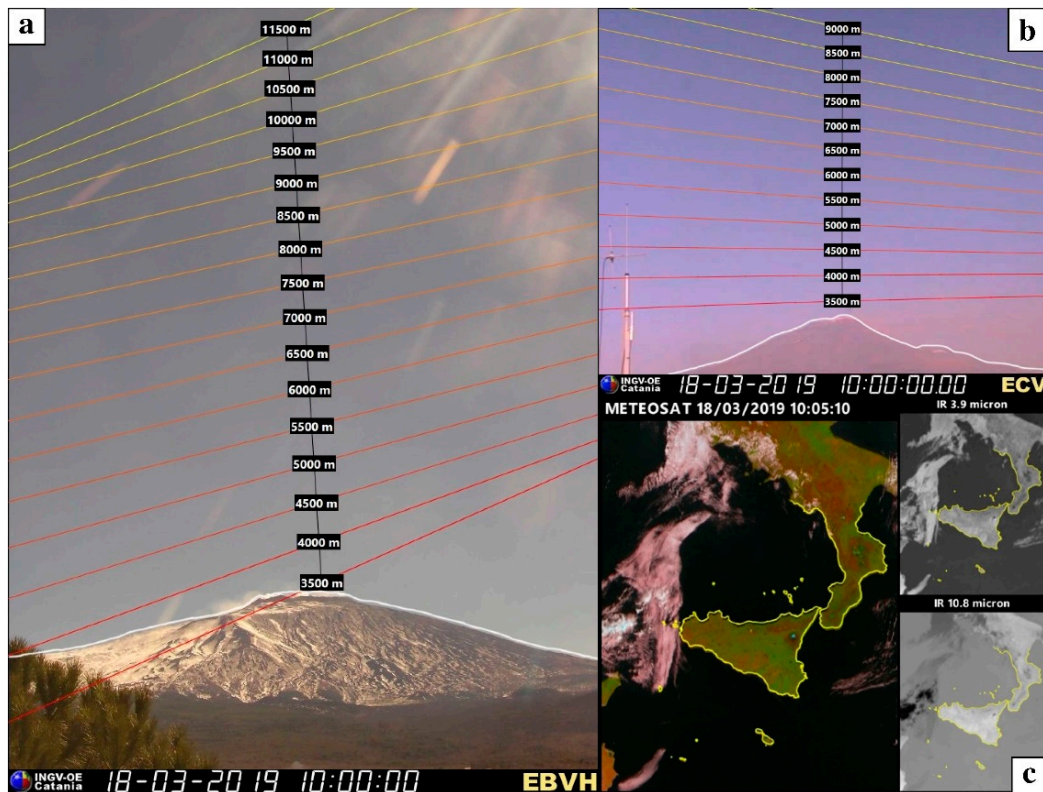 a
11500 m
11000 m
10500 m
10000 m
9500 m
9000 m
8500 m
8000 m
7500 m
7000 m
6500 m
6000 m
5500 m
5000 m
4500 m
4000 m
3500 m
INGV-OE
Catania
18-03-2019 10:00:00
EBVH
b
9000 m
8500 m
8000 m
7500 m
7000 m
6500 m
6000 m
5500 m
5000 m
4500 m
4000 m
3500 m
INGV-OE
Catania
18-03-2019 10:00:00.00
ECV
METEOSAT 18/03/2019 10:05:10
IR 3.9 micron
IR 10.8 micron
c